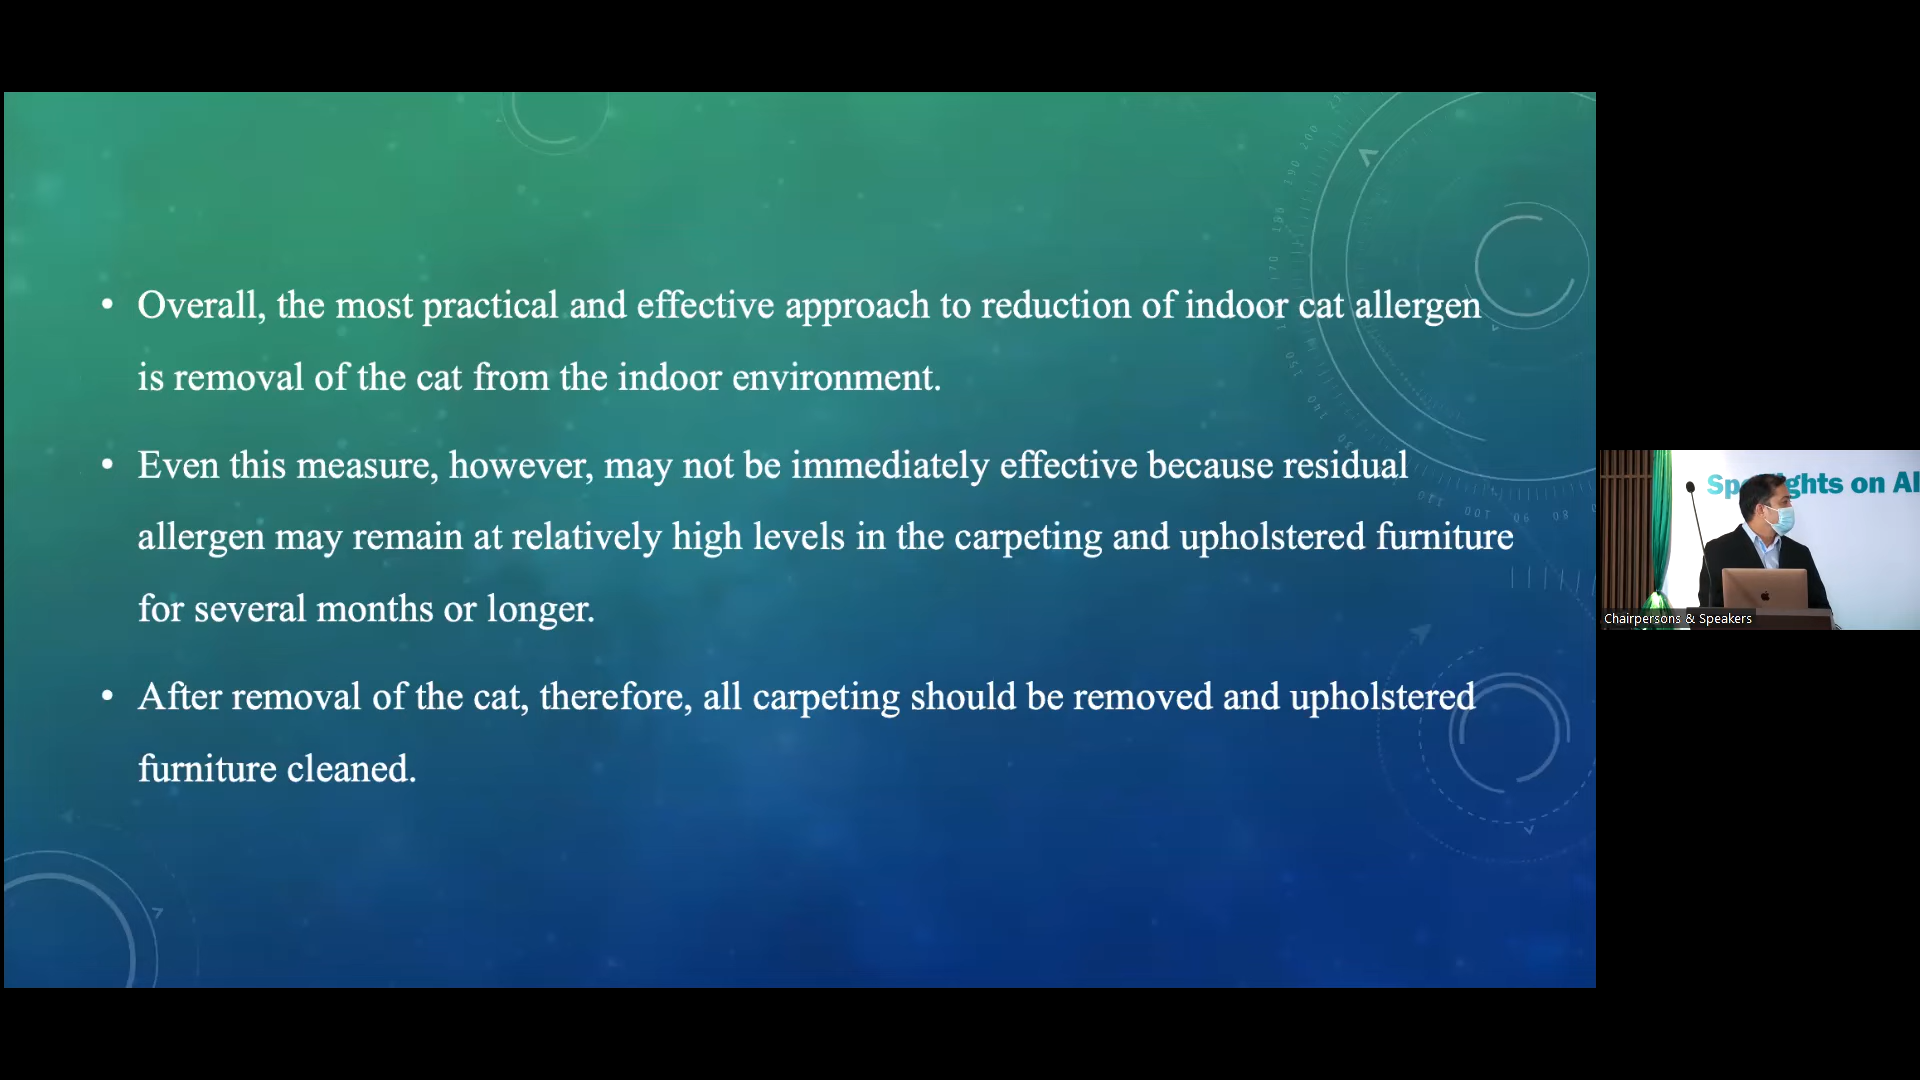 • Overall, the most practical and effective approach to reduction of indoor cat allergen
is removal of the cat from the indoor environment.
• Even this measure, however, may not be immediately effective because residual
allergen may remain at relatively high levels in the carpeting and upholstered furniture
for several months or longer.
• After removal of the cat, therefore, all carpeting should be removed and upholstered
furniture cleaned.
ghts on Al
Chairpersons & Speakers